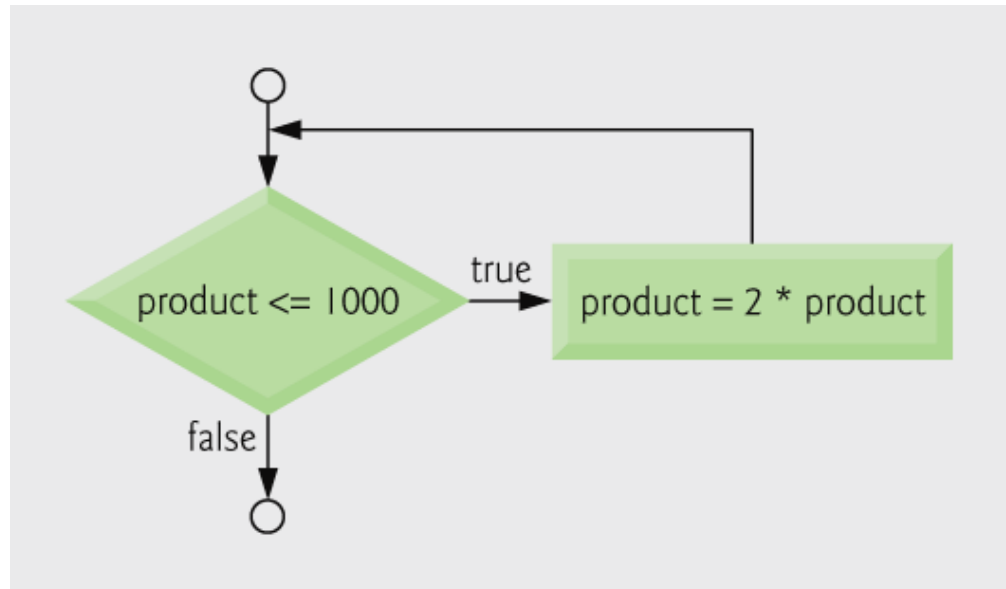 product <= 1000
true
product = 2 * product
false